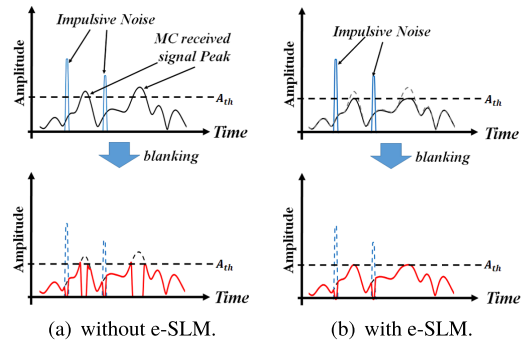 Impulsive Noise
MC received
signal Peak
Amplitude
A_th
Time
blanking
Amplitude
A_th
Time
(a) without e-SLM.
Impulsive Noise
Amplitude
A_th
Time
blanking
Amplitude
A_th
Time
(b) with e-SLM.